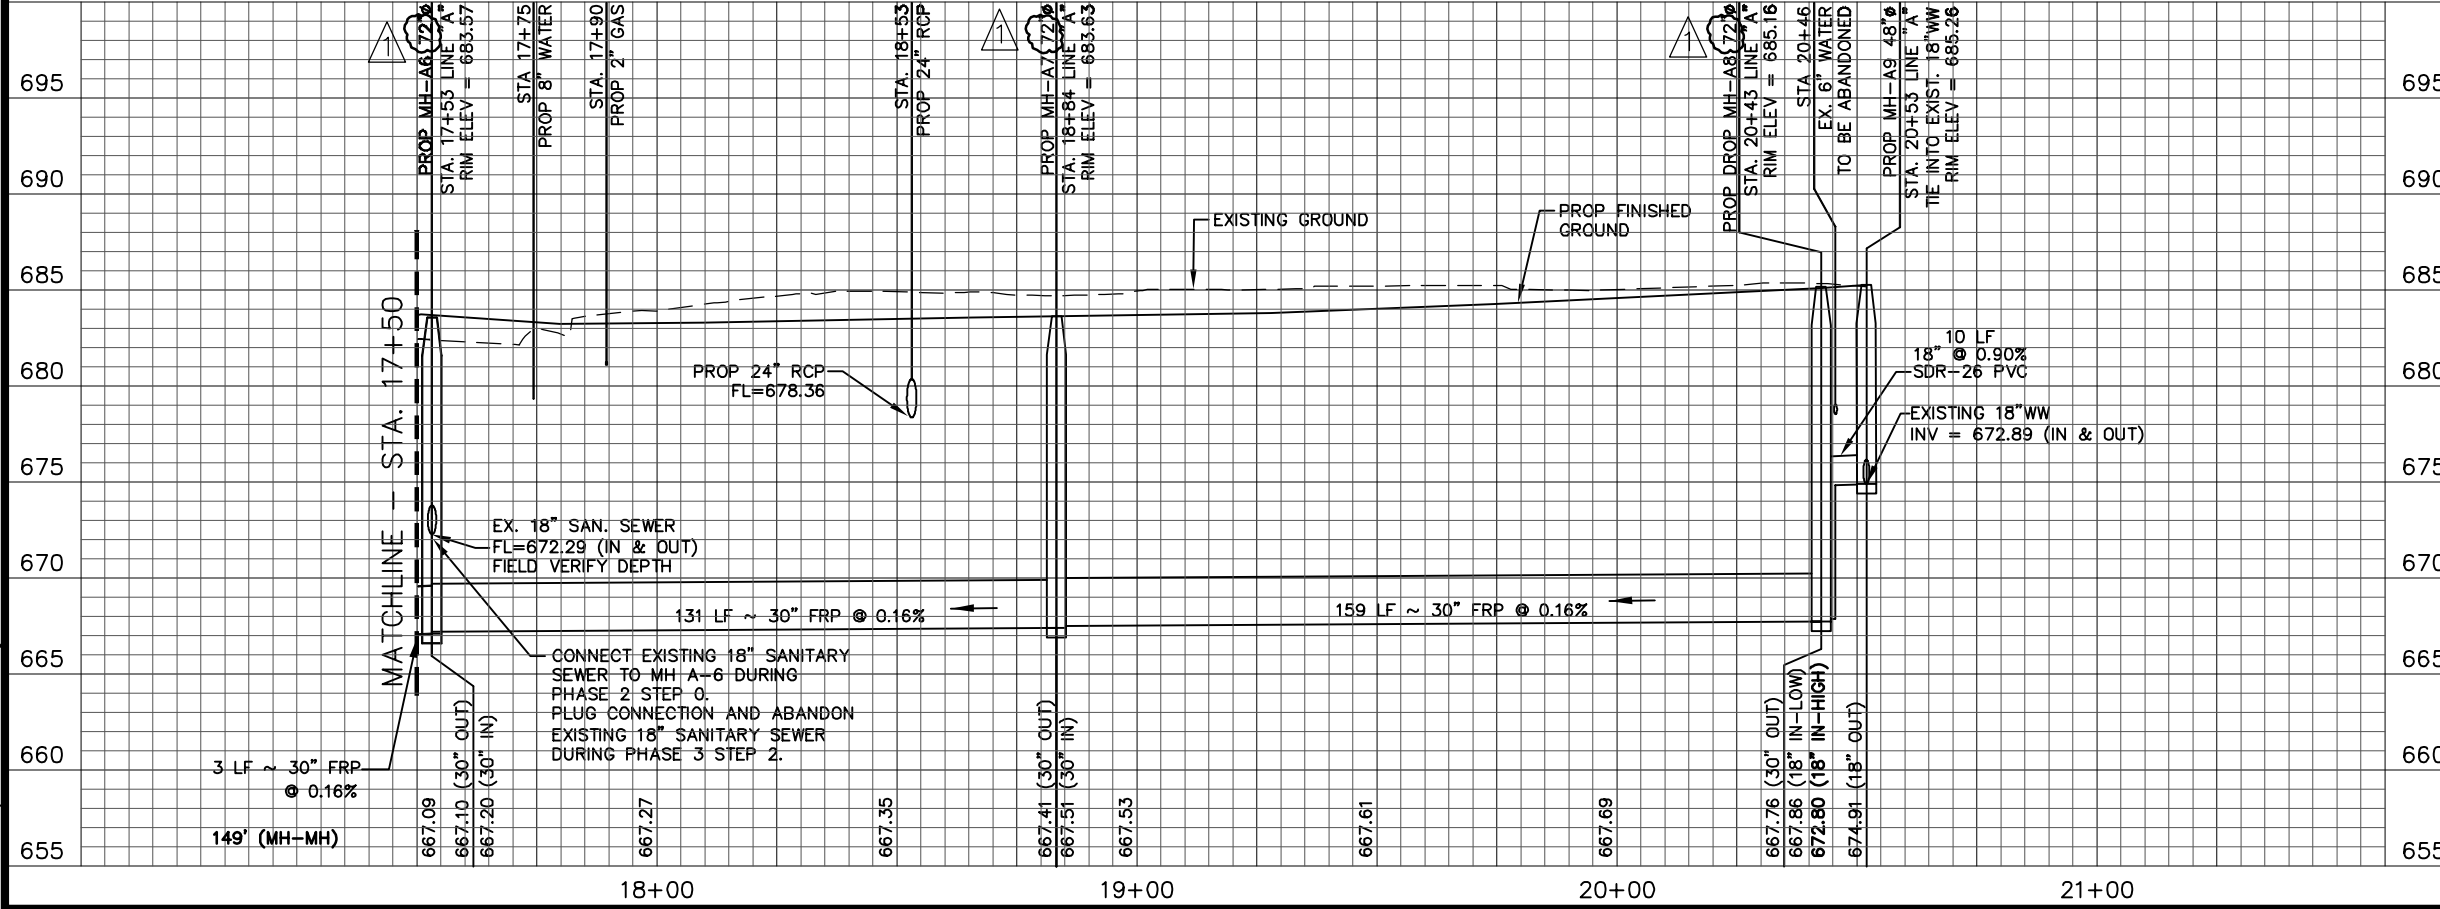 1
PROP MH-A6 72"ø
STA. 17+53 LINE "A"
RIM ELEV = 683.57
STA 17+75
PROP 8" WATER
STA. 17+90
PROP 2" GAS
STA. 18+53
PROP 24" RCP
1
PROP MH-A7 72"ø
STA. 18+84 LINE "A"
RIM ELEV = 683.63
1
PROP DROP MH-A8 72"ø
STA. 20+43 LINE "A"
RIM ELEV = 685.16
STA 20+46
EX. 6" WATER
TO BE ABANDONED
PROP MH-A9 48"ø
STA. 20+53 LINE "A"
TIE INTO EXIST. 18"WW
RIM ELEV = 685.26
695
690
685
680
675
670
665
660
655
695
690
685
680
675
670
665
660
655
EXISTING GROUND
PROP FINISHED
GROUND
MATCHLINE - STA. 17+50
PROP 24" RCP
FL=678.36
10 LF
18" @ 0.90%
SDR-26 PVC
EXISTING 18"WW
INV = 672.89 (IN & OUT)
EX. 18" SAN. SEWER
FL=672.29 (IN & OUT)
FIELD VERIFY DEPTH
131 LF ~ 30" FRP @ 0.16%
159 LF ~ 30" FRP @ 0.16%
CONNECT EXISTING 18" SANITARY
SEWER TO MH A-6 DURING
PHASE 2 STEP 0.
PLUG CONNECTION AND ABANDON
EXISTING 18" SANITARY SEWER
DURING PHASE 3 STEP 2.
3 LF ~ 30" FRP
@ 0.16%
149' (MH-MH)
667.09
667.10 (30" OUT)
667.20 (30" IN)
667.27
667.35
667.41 (30" OUT)
667.51 (30" IN)
667.53
667.61
667.69
667.76 (30" OUT)
667.86 (18" IN-LOW)
672.80 (18" IN-HIGH)
674.91 (18" OUT)
18+00
19+00
20+00
21+00